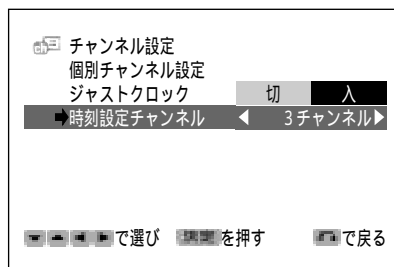 チャンネル設定
個別チャンネル設定
ジャストクロック 切 入
➡時刻設定チャンネル ◀ 3チャンネル▶
で選び を押す で戻る